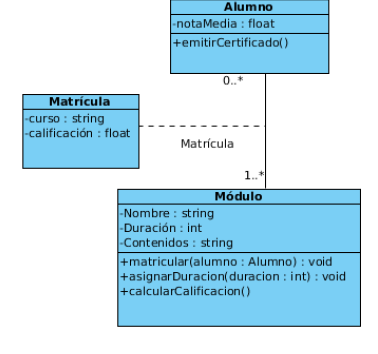 Alumno
-notaMedia : float
+emitirCertificado()
0..*
Matrícula
-curso : string
-calificación : float
Matrícula
1..*
Módulo
-Nombre : string
-Duración : int
-Contenidos : string
+matricular(alumno : Alumno) : void
+asignarDuracion(duracion : int) : void
+calcularCalificacion()